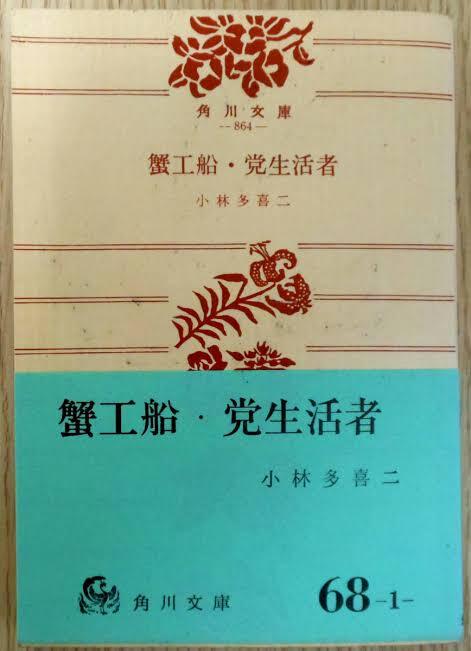 角川文庫
—864—
蟹工船・党生活者
小林多喜二
蟹工船・党生活者
小林多喜二
角川文庫
68-1-